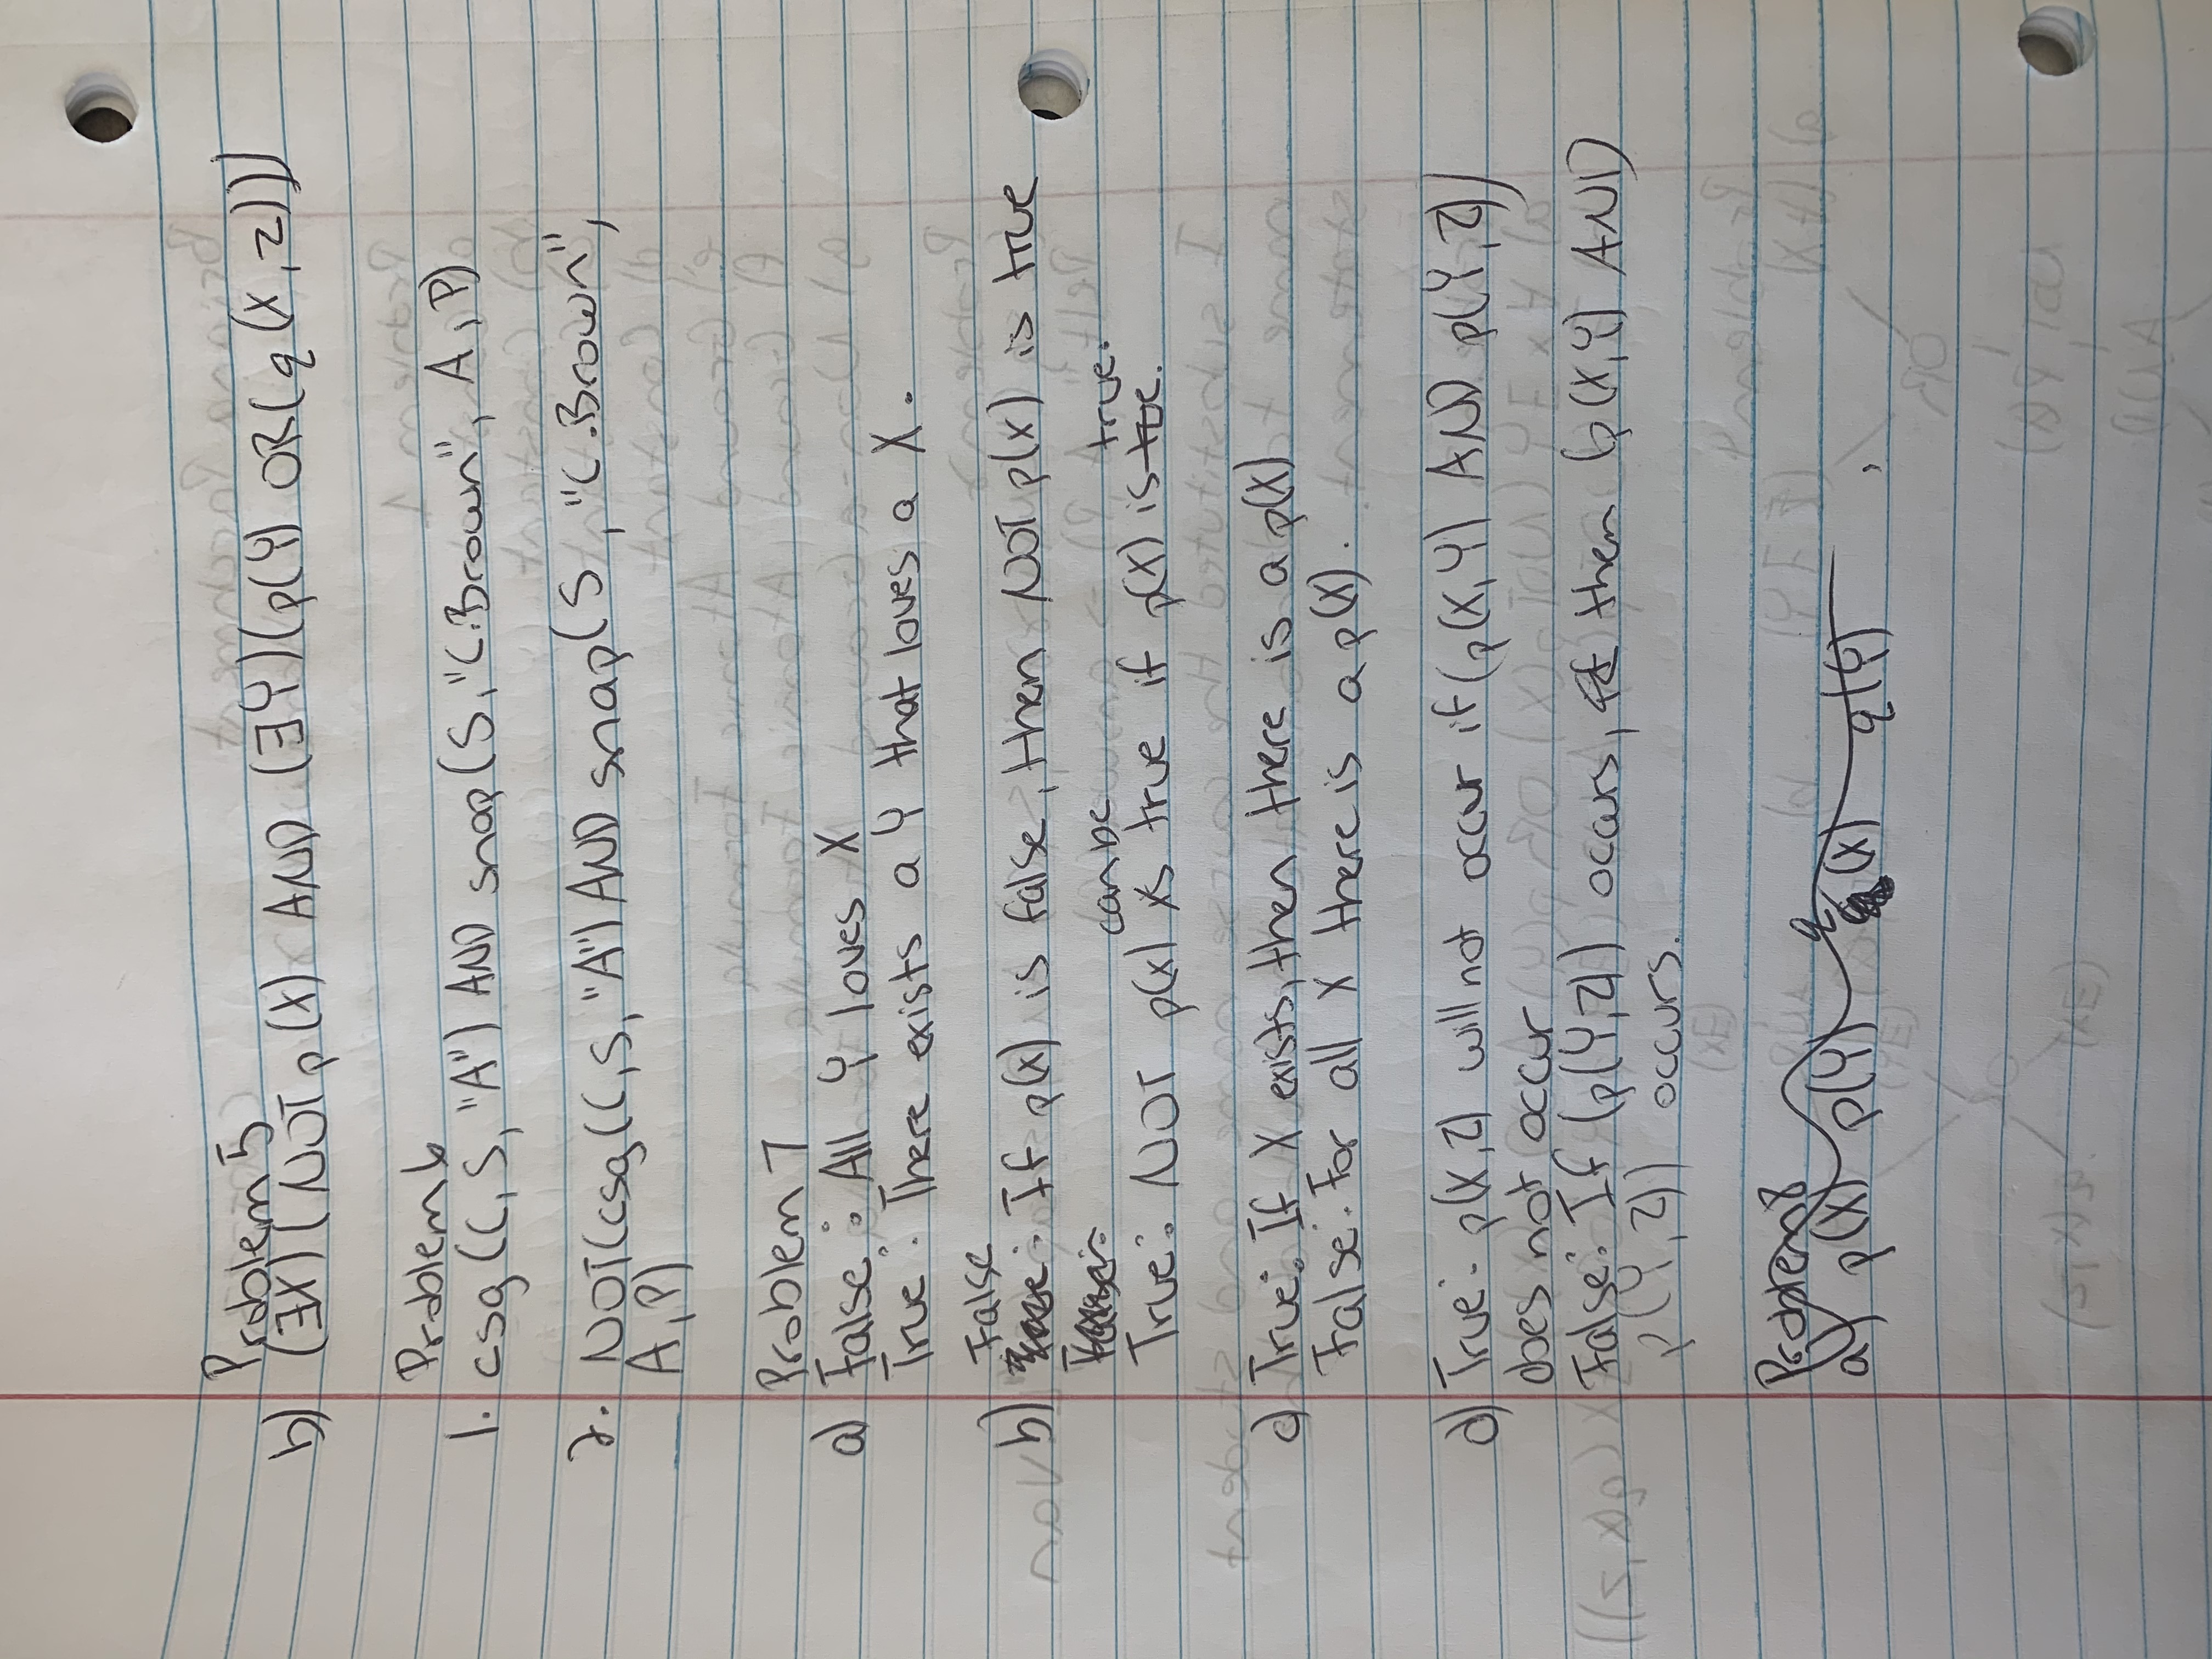 Problem 5
b) (∃X)(NOT p(X) AND (∃Y)(p(Y) OR(q(X,Z)))
Problem 6
1. csg(C,S,"A") AND snap(S,"C.Brown", A,P)
2. NOT(csg(C,S,"A") AND snap(S,"C.Brown",
A,P)
Problem 7
a) False: All Y loves X
True: There exists a Y that loves a X.
False
b) : If p(x) is false, then NOT p(x) is true
can be true.
True: NOT p(x) is true if p(x) is
c) True: If X exists, then there is a p(X)
False: For all X there is a p(X).
d) True: p(X,Z) will not occur if (p(X,Y) AND p(Y,Z)
does not occur
False: If (p(Y,Z)) occurs, then (p(X,Y) AND
p(Y,Z)) occurs.
Problem 8
a) p(X) p(Y) q(X) q(Y)